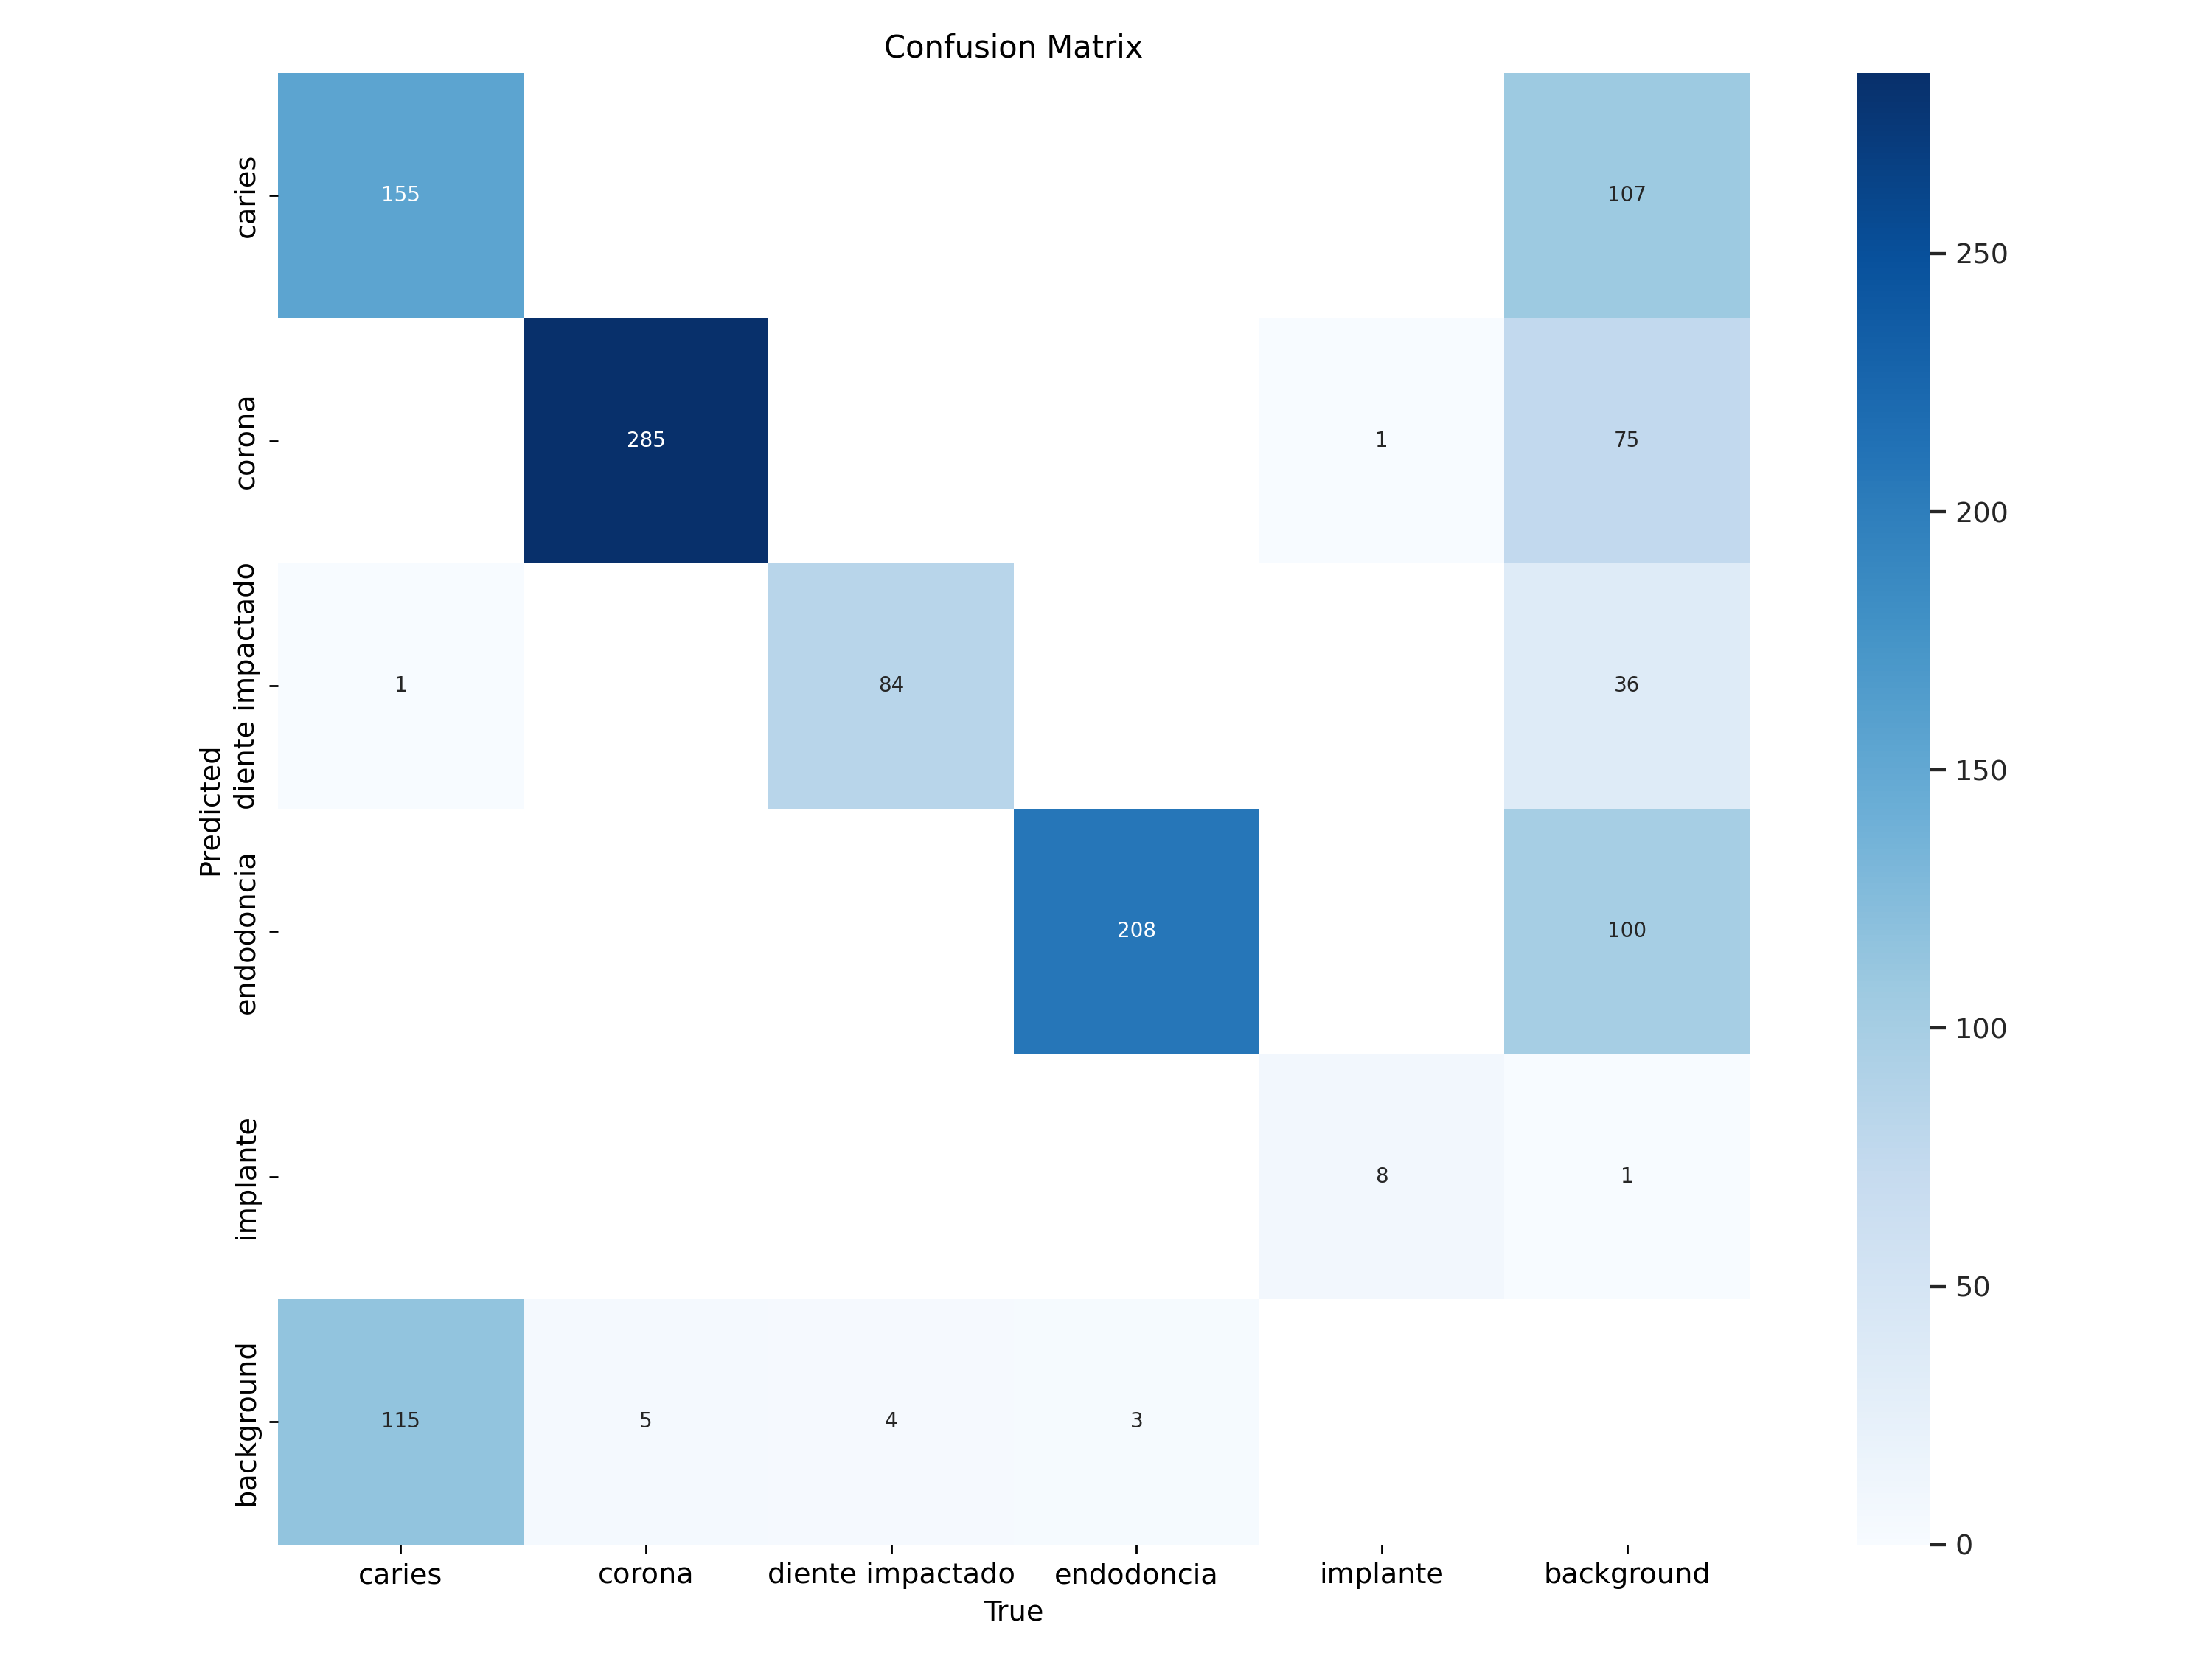 Confusion Matrix
Predicted
caries
155
107
corona
285
1
75
diente impactado
1
84
36
endodoncia
208
100
implante
8
1
background
115
5
4
3
caries
corona
diente impactado
endodoncia
implante
background
True
250
200
150
100
50
0